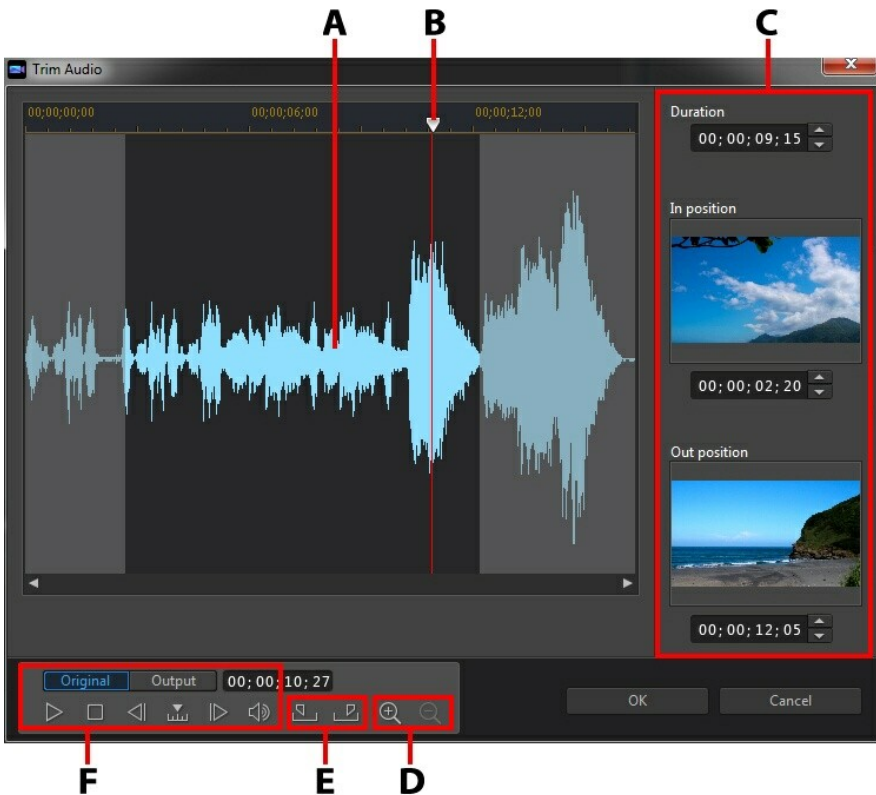 A B C
Trim Audio
x
00;00;00;00 00;00;06;00 00;00;12;00
Duration
00; 00; 09; 15
In position
00; 00; 02; 20
Out position
00; 00; 12; 05
Original Output 00; 00; 10; 27
OK Cancel
F E D